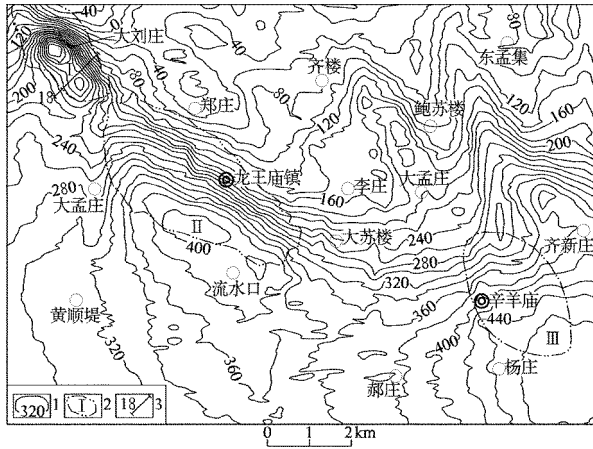 40
大刘庄
80
120
40
东孟集
齐楼
80
200
18
40
80
郑庄
120
鲍苏楼
120
160
240
200
龙王庙镇
李庄
大孟庄
280
大孟庄
160
Ⅱ
400
大苏楼
240
齐新庄
280
流水口
320
辛羊庙
黄顺堤
360
440
Ⅲ
320
360
400
杨庄
郝庄
320 1 Ⅰ 2 18 3
0 1 2 km